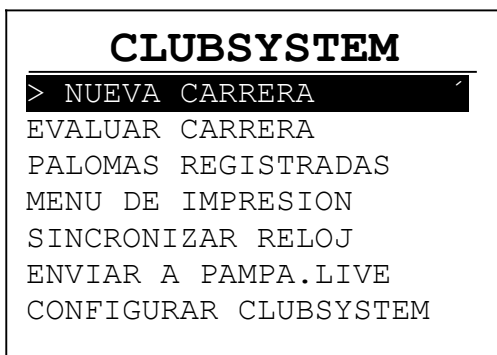 CLUBSYSTEM
> NUEVA CARRERA ´
EVALUAR CARRERA
PALOMAS REGISTRADAS
MENU DE IMPRESION
SINCRONIZAR RELOJ
ENVIAR A PAMPA.LIVE
CONFIGURAR CLUBSYSTEM